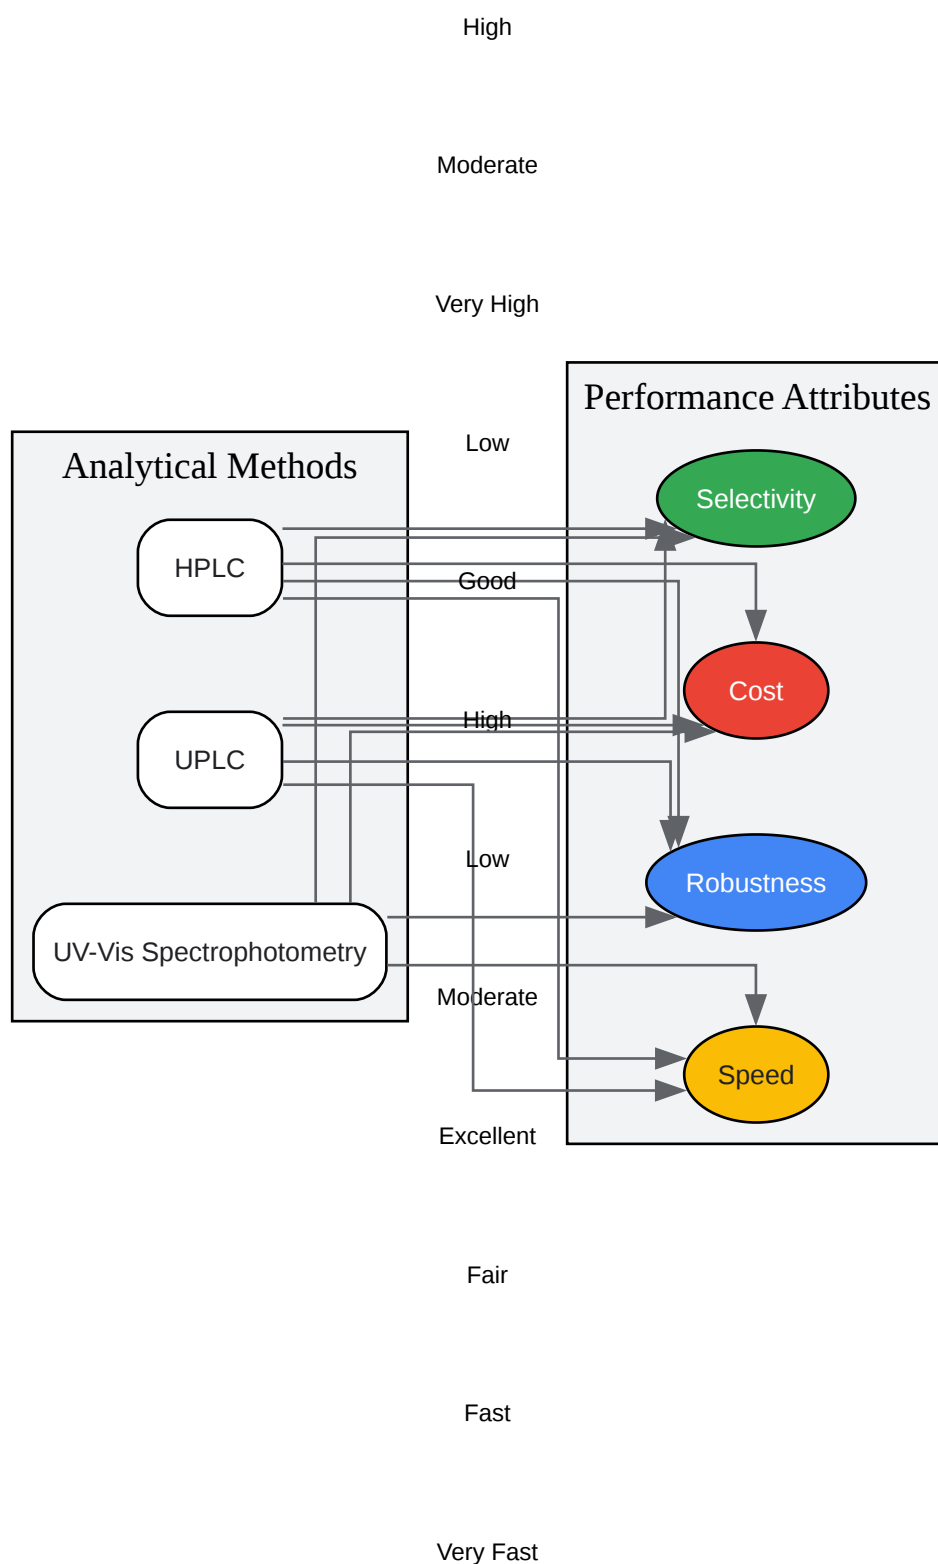 High
Moderate
Very High
Performance Attributes
Low
Analytical Methods
Selectivity
HPLC
Good
Cost
High
UPLC
Low
Robustness
UV-Vis Spectrophotometry
Moderate
Speed
Excellent
Fair
Fast
Very Fast